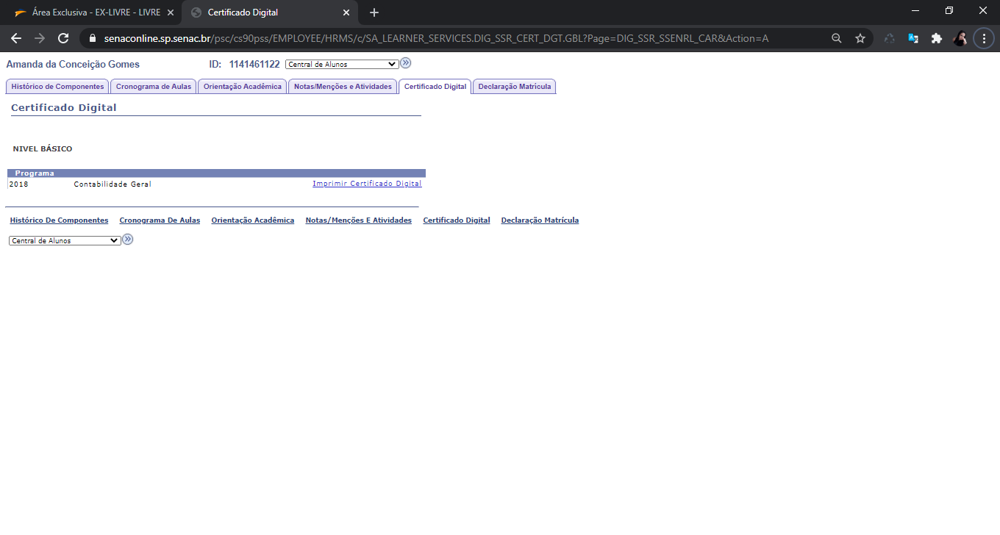 Área Exclusiva - EX-LIVRE - LIVRE
Certificado Digital
senaconline.sp.senac.br/psc/cs90pss/EMPLOYEE/HRMS/c/SA_LEARNER_SERVICES.DIG_SSR_CERT_DGT.GBL?Page=DIG_SSR_SSENRL_CAR&Action=A
Amanda da Conceição Gomes ID: 1141461122 Central de Alunos
Histórico de Componentes Cronograma de Aulas Orientação Acadêmica Notas/Menções e Atividades Certificado Digital Declaração Matrícula
Certificado Digital
NIVEL BÁSICO
Programa
2018 Contabilidade Geral Imprimir Certificado Digital
Histórico De Componentes Cronograma De Aulas Orientação Acadêmica Notas/Menções E Atividades Certificado Digital Declaração Matrícula
Central de Alunos